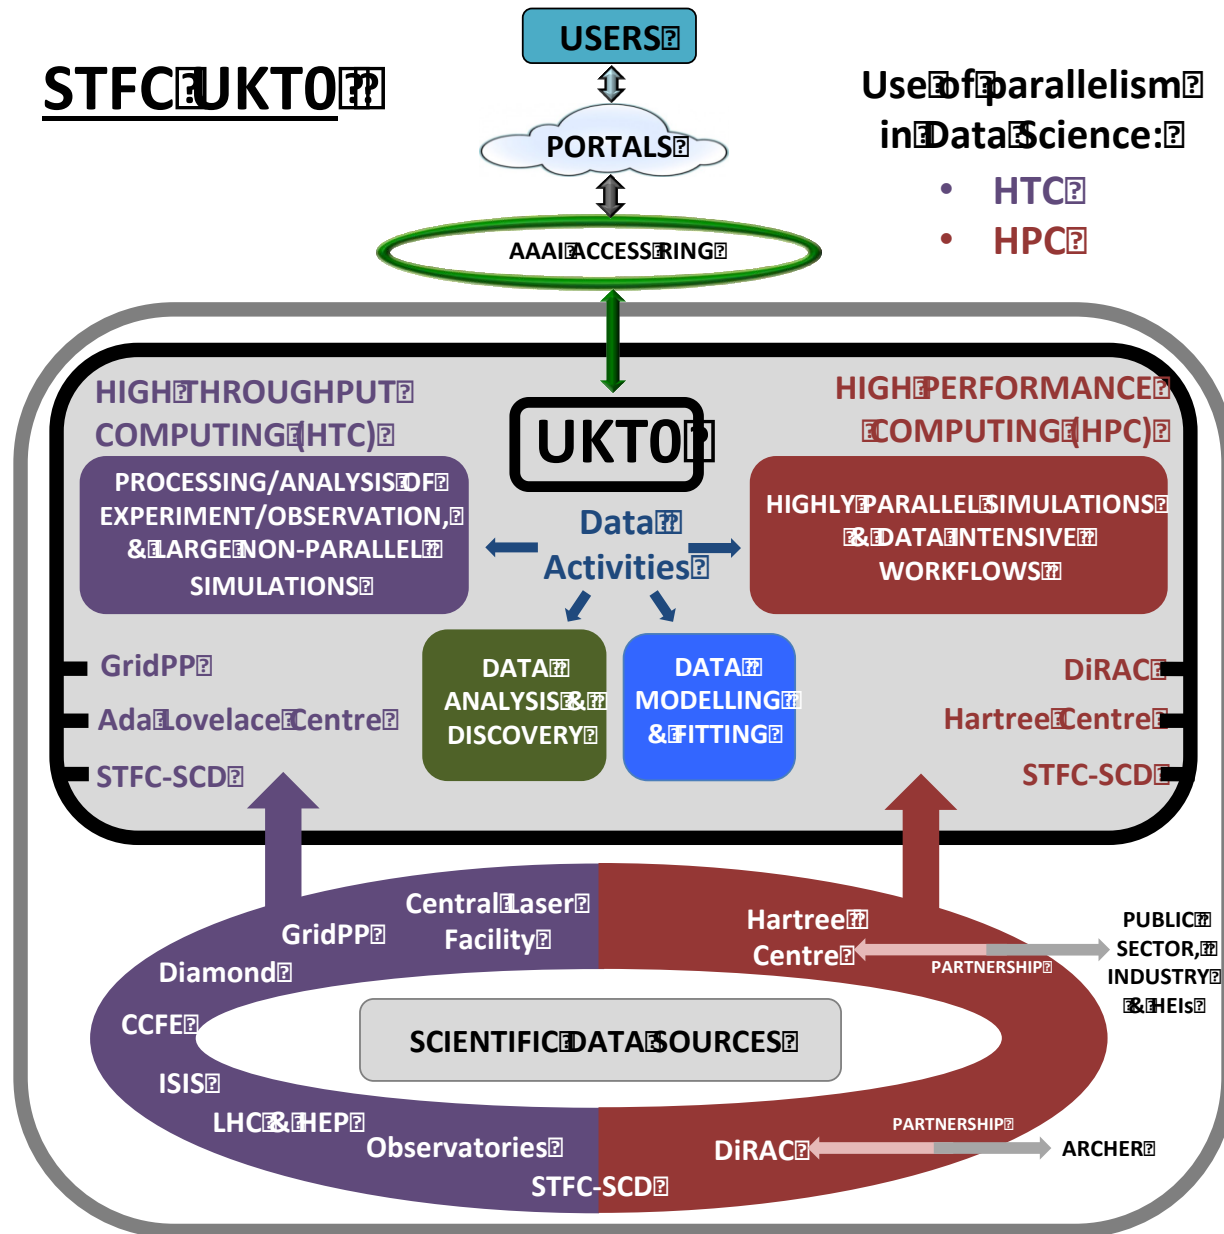 USERS
STFC UKT0
Use of parallelism
in Data Science:
• HTC
• HPC
PORTALS
AAAI ACCESS RING
HIGH THROUGHPUT
COMPUTING (HTC)
HIGH PERFORMANCE
COMPUTING (HPC)
UKT0
PROCESSING/ANALYSIS OF
EXPERIMENT/OBSERVATION,
& LARGE NON-PARALLEL
SIMULATIONS
Data
Activities
HIGHLY PARALLEL SIMULATIONS
& DATA INTENSIVE
WORKFLOWS
DATA
ANALYSIS &
DISCOVERY
DATA
MODELLING
& FITTING
GridPP
Ada Lovelace Centre
STFC-SCD
DiRAC
Hartree Centre
STFC-SCD
Central Laser
Facility
GridPP
Diamond
CCFE
ISIS
LHC & HEP
Observatories
STFC-SCD
Hartree
Centre
PARTNERSHIP
PUBLIC
SECTOR,
INDUSTRY
& HEIs
SCIENTIFIC DATA SOURCES
DiRAC
PARTNERSHIP
ARCHER